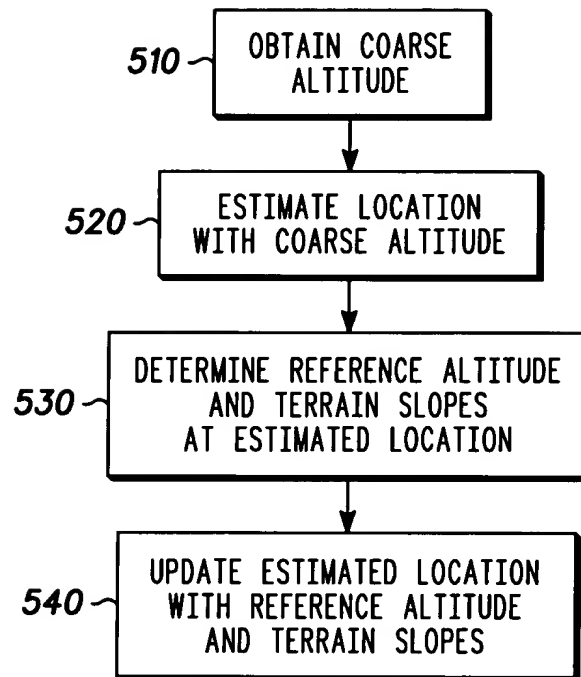 510
OBTAIN COARSE
ALTITUDE
520
ESTIMATE LOCATION
WITH COARSE ALTITUDE
530
DETERMINE REFERENCE ALTITUDE
AND TERRAIN SLOPES
AT ESTIMATED LOCATION
540
UPDATE ESTIMATED LOCATION
WITH REFERENCE ALTITUDE
AND TERRAIN SLOPES